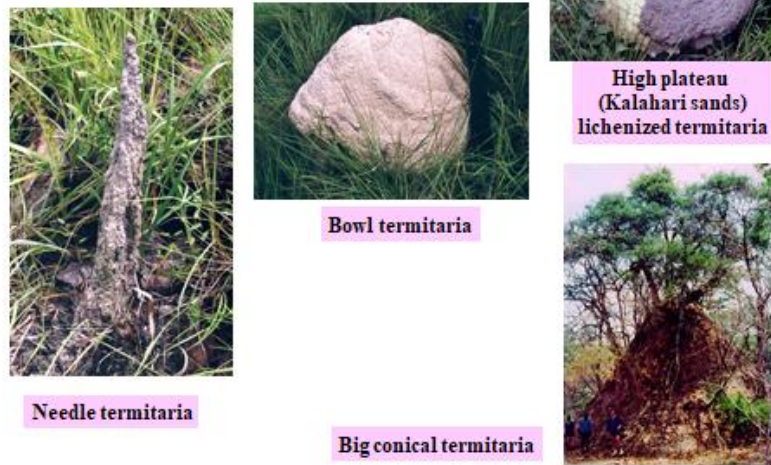 High plateau
(Kalahari sands)
lichenized termitaria
Bowl termitaria
Needle termitaria
Big conical termitaria